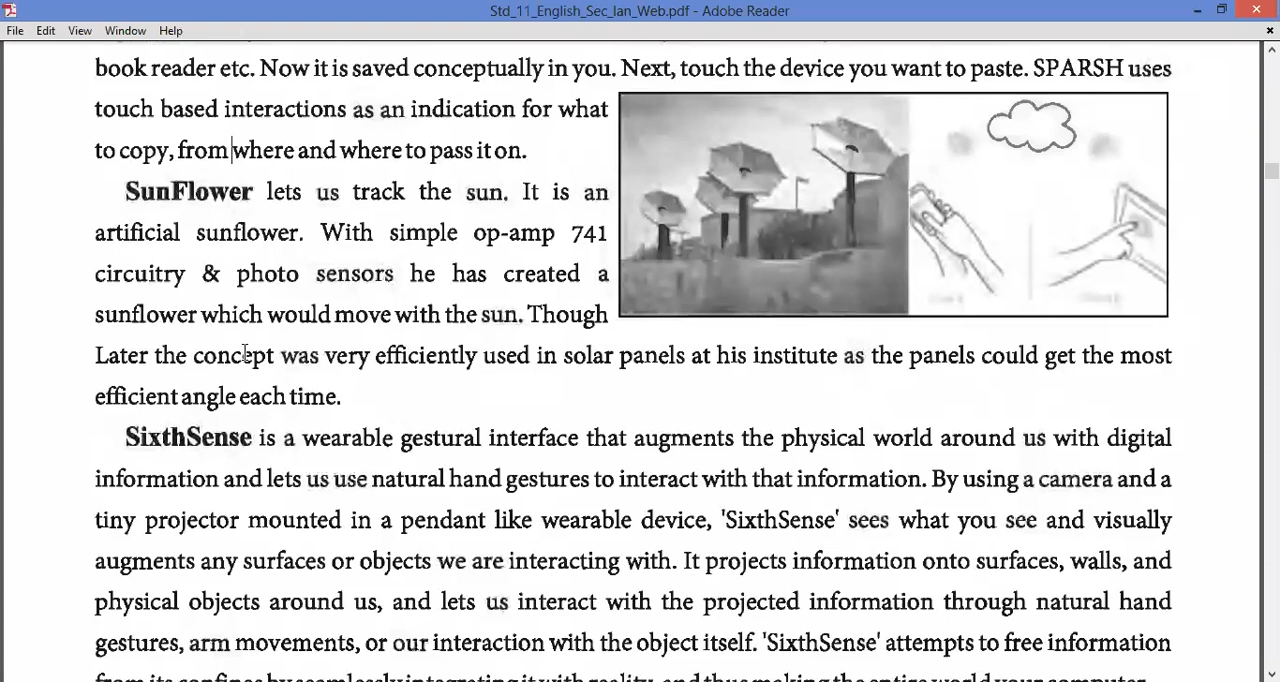 Std_11_English_Sec_lan_Web.pdf - Adobe Reader
File Edit View Window Help
book reader etc. Now it is saved conceptually in you. Next, touch the device you want to paste. SPARSH uses
touch based interactions as an indication for what
to copy, from where and where to pass it on.
SunFlower lets us track the sun. It is an
artificial sunflower. With simple op-amp 741
circuitry & photo sensors he has created a
sunflower which would move with the sun. Though
Later the concept was very efficiently used in solar panels at his institute as the panels could get the most
efficient angle each time.
SixthSense is a wearable gestural interface that augments the physical world around us with digital
information and lets us use natural hand gestures to interact with that information. By using a camera and a
tiny projector mounted in a pendant like wearable device, 'SixthSense' sees what you see and visually
augments any surfaces or objects we are interacting with. It projects information onto surfaces, walls, and
physical objects around us, and lets us interact with the projected information through natural hand
gestures, arm movements, or our interaction with the object itself. 'SixthSense' attempts to free information
from its confines by seamlessly integrating it with reality, and thus making the entire world your computer.